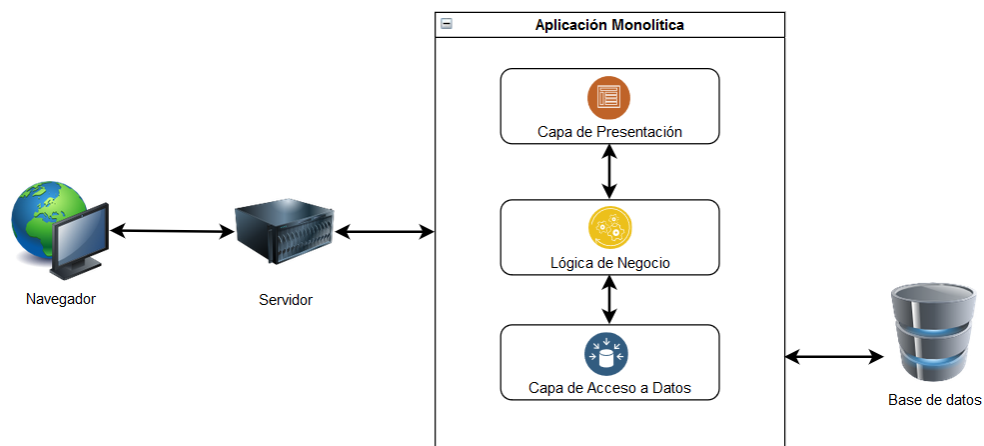 Aplicación Monolítica
Capa de Presentación
Lógica de Negocio
Capa de Acceso a Datos
Navegador
Servidor
Base de datos